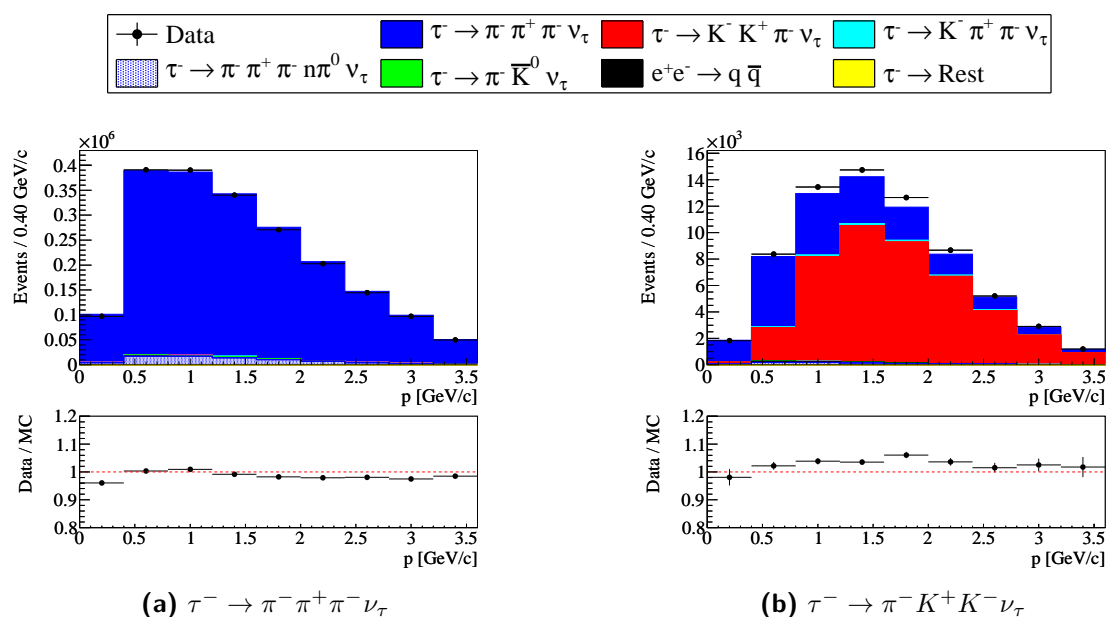 Data τ⁻ → π⁻ π⁺ π⁻ ν_τ τ⁻ → K⁻ K⁺ π⁻ ν_τ τ⁻ → K⁻ π⁺ π⁻ ν_τ
τ⁻ → π⁻ π⁺ π⁻ nπ⁰ ν_τ τ⁻ → π⁻ K̅⁰ ν_τ e⁺e⁻ → q q̅ τ⁻ → Rest
×10⁶
Events / 0.40 GeV/c
0.4
0.35
0.3
0.25
0.2
0.15
0.1
0.05
0
0 0.5 1 1.5 2 2.5 3 3.5
p [GeV/c]
Data / MC
1.2
1.1
1
0.9
0.8
0 0.5 1 1.5 2 2.5 3 3.5
p [GeV/c]
(a) τ⁻ → π⁻π⁺π⁻ν_τ
×10³
Events / 0.40 GeV/c
16
14
12
10
8
6
4
2
0
0 0.5 1 1.5 2 2.5 3 3.5
p [GeV/c]
Data / MC
1.2
1.1
1
0.9
0.8
0 0.5 1 1.5 2 2.5 3 3.5
p [GeV/c]
(b) τ⁻ → π⁻K⁺K⁻ν_τ